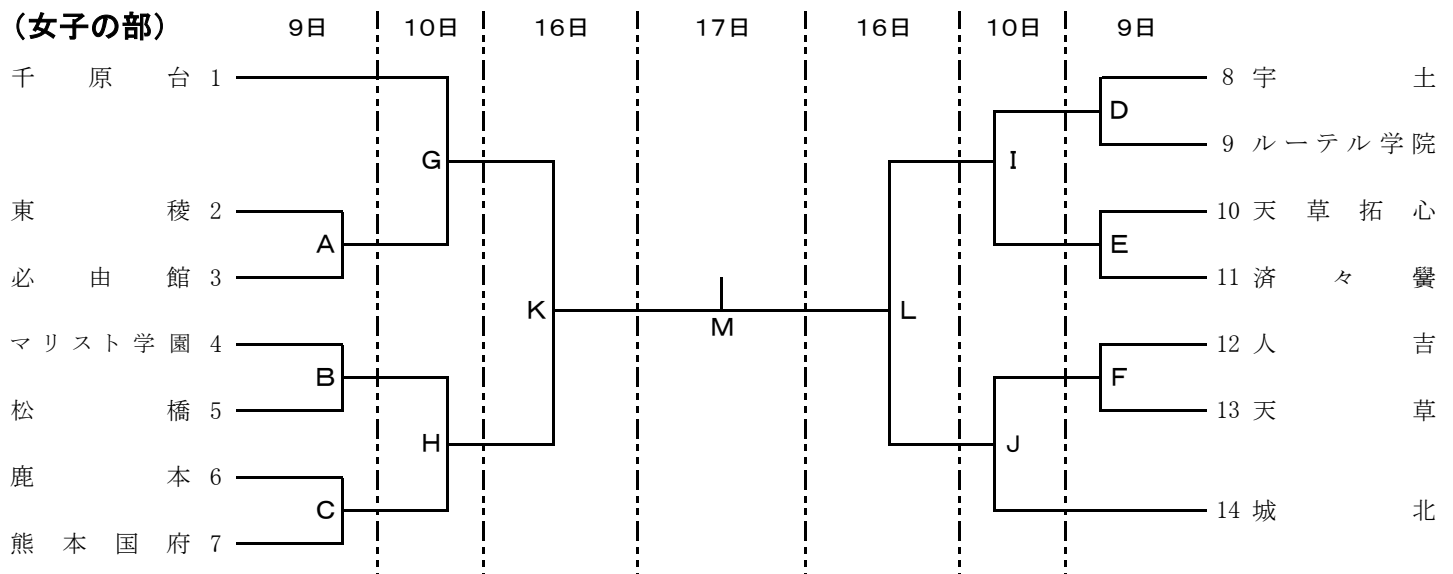 (女子の部) 9日 10日 16日 17日 16日 10日 9日
千原台 1
8 宇土
D
9 ルーテル学院
G
I
東稜 2
10 天草拓心
A
E
必由館 3
11 済々黌
K
L
M
マリスト学園 4
12 人吉
B
F
松橋 5
13 天草
H
J
鹿本 6
C
14 城北
熊本国府 7